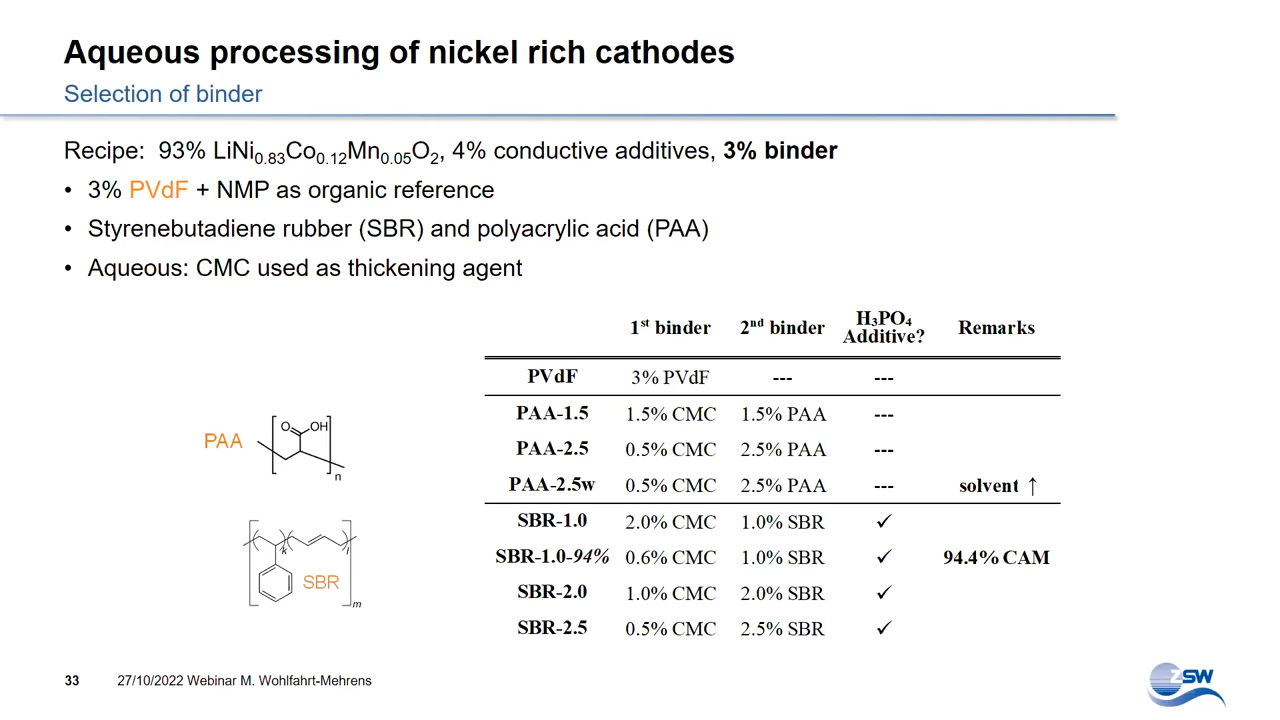 Aqueous processing of nickel rich cathodes
Selection of binder
Recipe: 93% LiNi0.83Co0.12Mn0.05O2, 4% conductive additives, 3% binder
• 3% PVdF + NMP as organic reference
• Styrenebutadiene rubber (SBR) and polyacrylic acid (PAA)
• Aqueous: CMC used as thickening agent
1st binder 2nd binder H3PO4 Additive? Remarks
PVdF 3% PVdF --- ---
PAA-1.5 1.5% CMC 1.5% PAA ---
PAA-2.5 0.5% CMC 2.5% PAA ---
PAA-2.5w 0.5% CMC 2.5% PAA --- solvent ↑
SBR-1.0 2.0% CMC 1.0% SBR ✓
SBR-1.0-94% 0.6% CMC 1.0% SBR ✓ 94.4% CAM
SBR-2.0 1.0% CMC 2.0% SBR ✓
SBR-2.5 0.5% CMC 2.5% SBR ✓
PAA
O OH
n
k l
SBR
m
33 27/10/2022 Webinar M. Wohlfahrt-Mehrens
ZSW